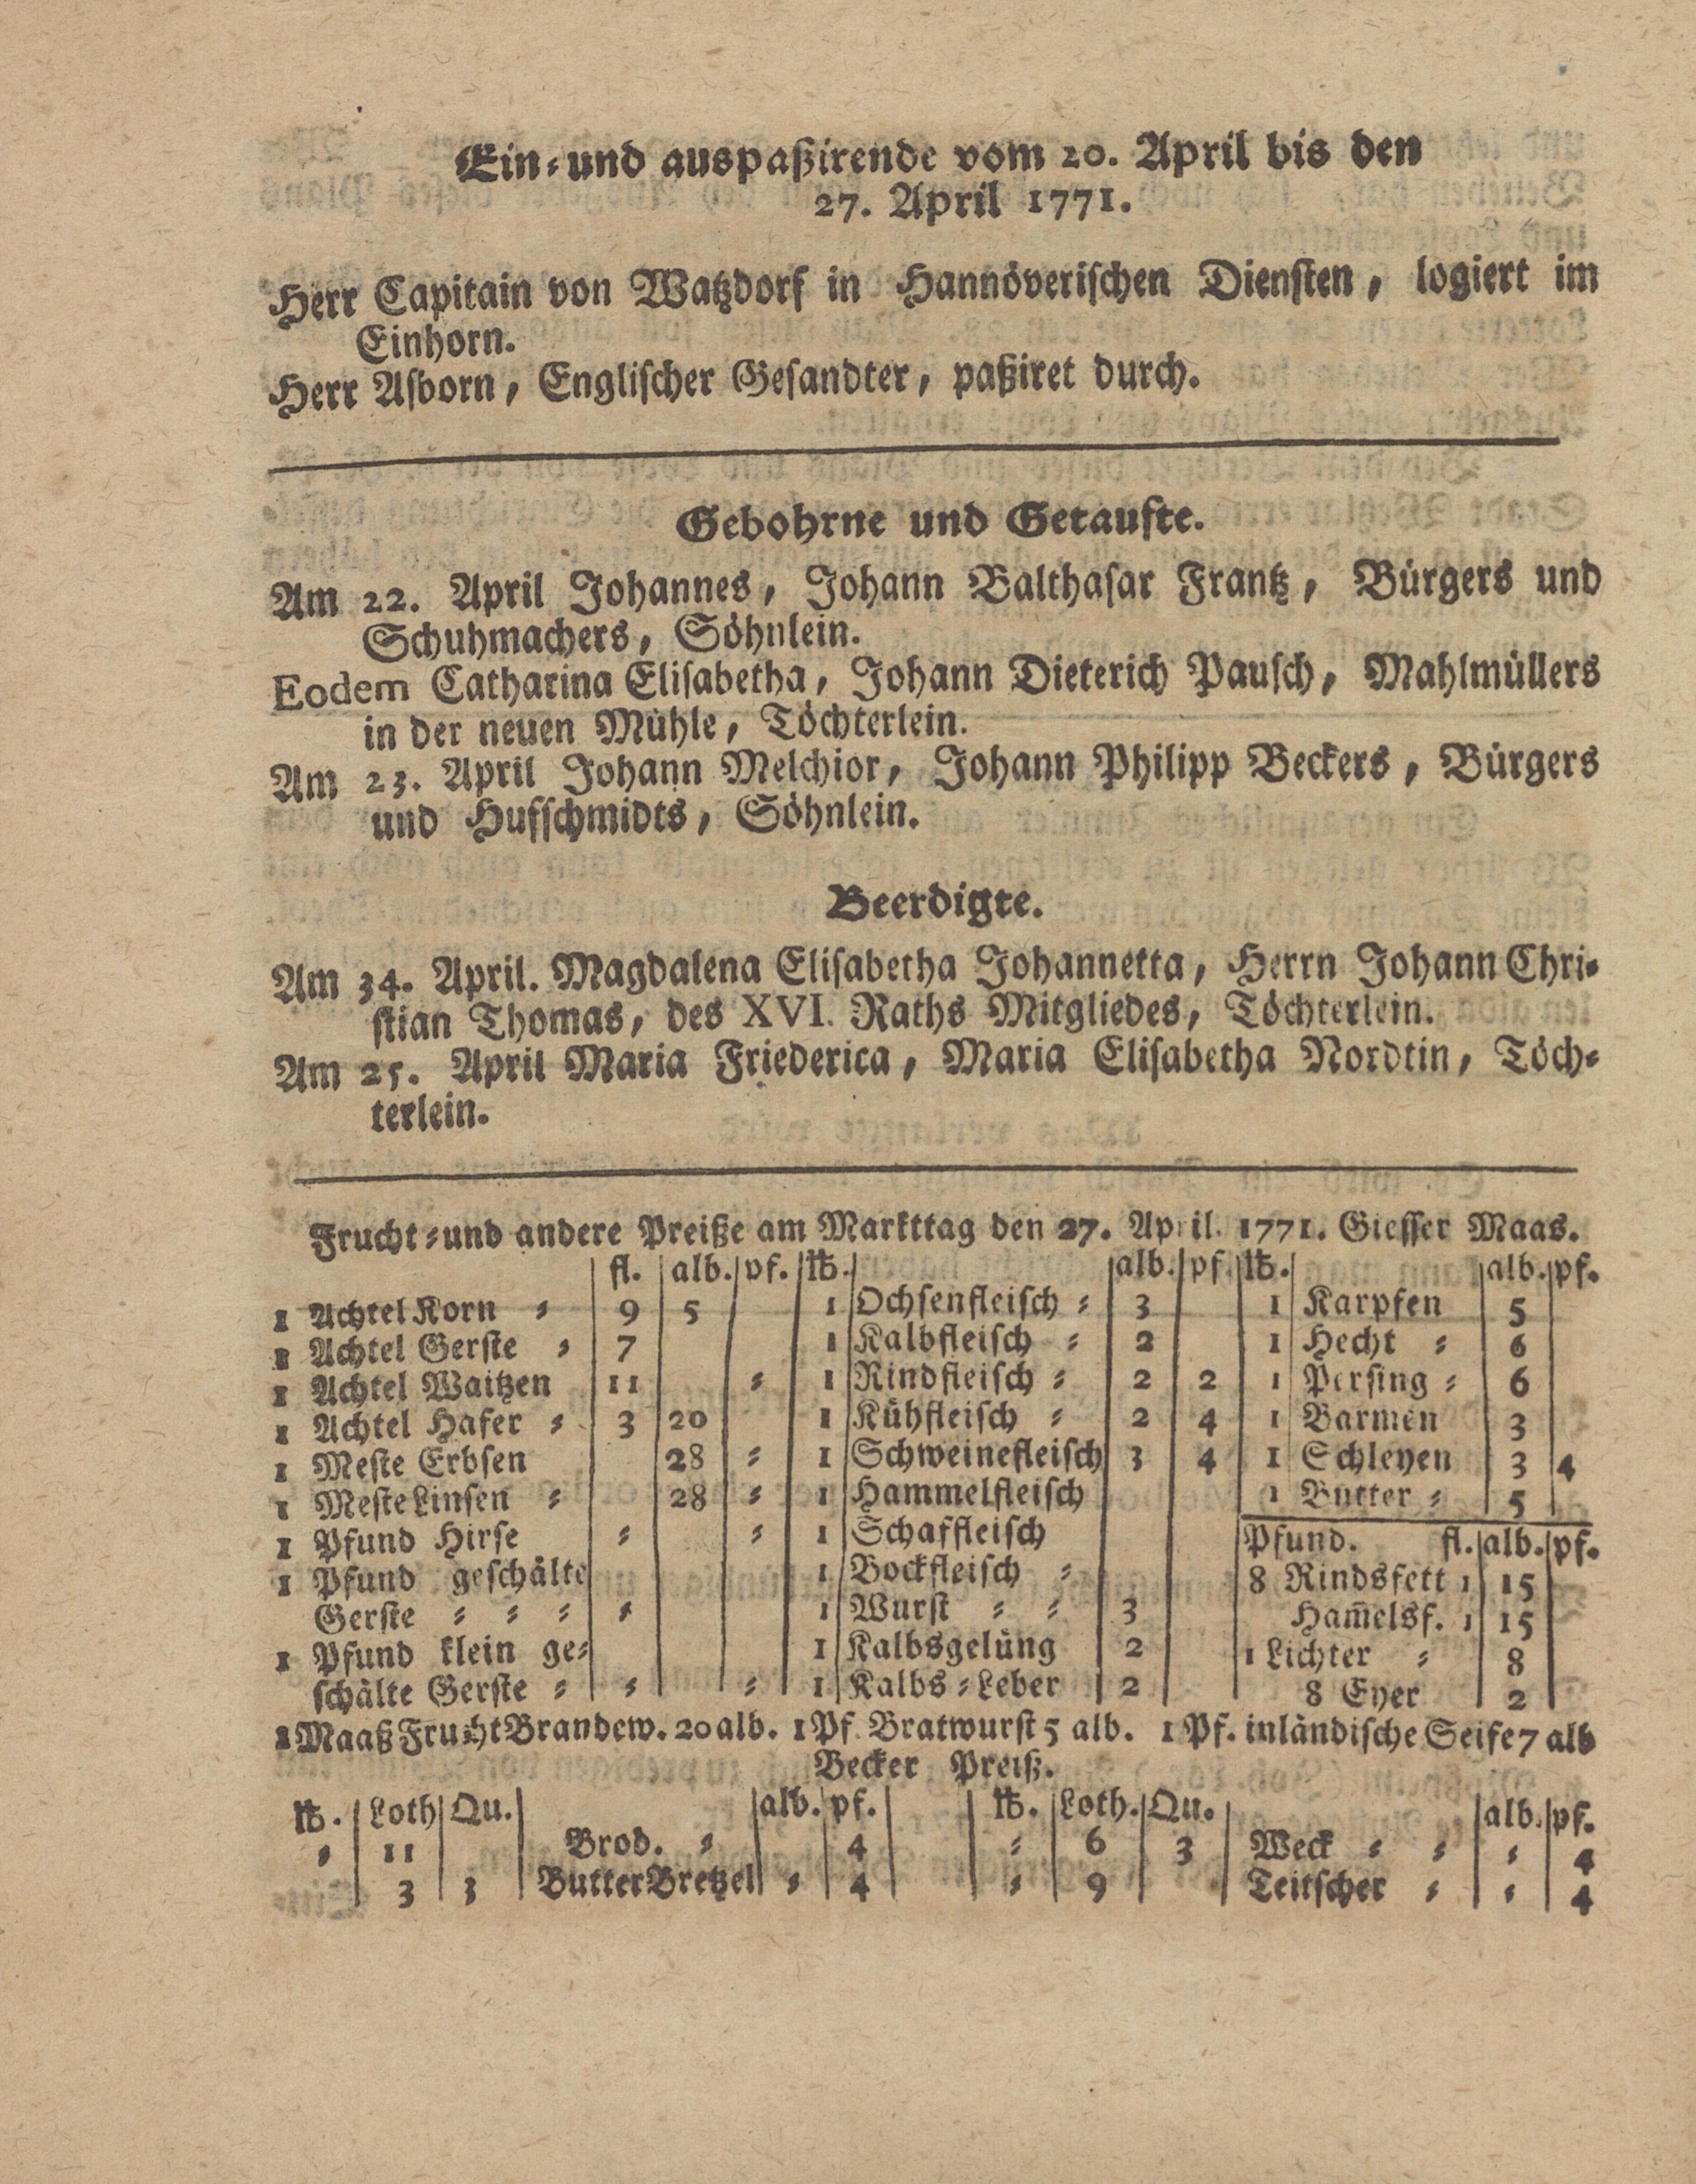 Ein-und auspaßirende vom 20. April bis den
27. April 1771.
Herr Capitain von Watzdorf in Hannöverischen Diensten, logiert im
Einhorn.
Herr Asborn, Englischer Gesandter, paßiret durch.
Gebohrne und Getaufte.
Am 22. April Johannes, Johann Balthasar Frantz, Bürgers und
Schuhmachers, Söhnlein.
Eodem Catharina Elisabetha, Johann Dieterich Pausch, Mahlmüllers
in der neuen Mühle, Töchterlein.
Am 23. April Johann Melchior, Johann Philipp Beckers, Bürgers
und Hufschmidts, Söhnlein.
Beerdigte.
Am 34. April. Magdalena Elisabetha Johannetta, Herrn Johann Chri-
stian Thomas, des XVI. Raths Mitgliedes, Töchterlein.
Am 25. April Maria Friederica, Maria Elisabetha Nordtin, Töch-
terlein.
Frucht-und andere Preiße am Markttag den 27. April. 1771. Giesser Maas.
fl. alb. pf. ℔. alb. pf. ℔. alb. pf.
1 Achtel Korn - 9 5 1 Ochsenfleisch - 3 1 Karpfen 5
1 Achtel Gerste - 7 1 Kalbfleisch - 2 1 Hecht - 6
1 Achtel Waitzen 11 - 1 Rindfleisch - 2 2 1 Persing - 6
1 Achtel Hafer - 3 20 1 Kühfleisch - 2 4 1 Barmen 3
1 Meste Erbsen 28 - 1 Schweinefleisch 3 4 1 Schleyen 3 4
1 Meste Linsen - 28 - 1 Hammelfleisch 1 Butter - 5
1 Pfund Hirse - - 1 Schaffleisch Pfund. fl. alb. pf.
1 Pfund geschälte 1 Bockfleisch - 8 Rindsfett 1 15
Gerste - - - - 1 Wurst - - 3 Ham̄elsf. 1 15
1 Pfund klein ge- 1 Kalbsgelüng 2 1 Lichter - 8
schälte Gerste - - - 1 Kalbs-Leber 2 8 Eyer 2
1 Maaß Frucht Brandew. 20 alb. 1 Pf. Bratwurst 5 alb. 1 Pf. inländische Seife 7 alb
Becker Preiß.
℔. Loth Qu. alb. pf. ℔. Loth. Qu. alb. pf.
- 11 Brod. - 4 - 6 3 Weck - - - 4
3 3 Butter Bretzel - 4 - 9 Teitscher - - 4